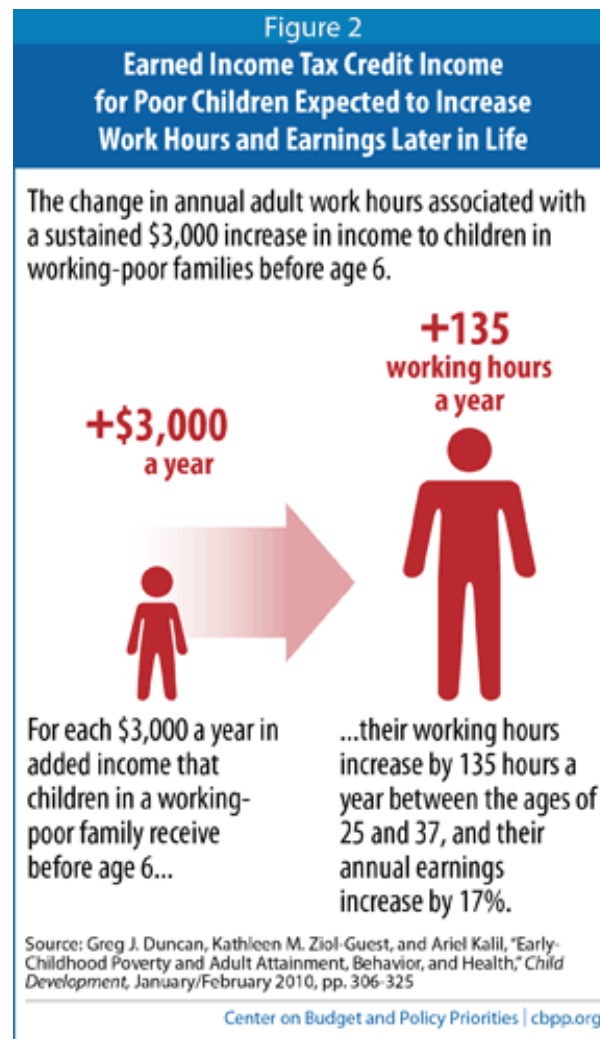 Figure 2
Earned Income Tax Credit Income
for Poor Children Expected to Increase
Work Hours and Earnings Later in Life
The change in annual adult work hours associated with
a sustained $3,000 increase in income to children in
working-poor families before age 6.
+$3,000
a year
+135
working hours
a year
For each $3,000 a year in
added income that
children in a working-
poor family receive
before age 6...
...their working hours
increase by 135 hours a
year between the ages of
25 and 37, and their
annual earnings
increase by 17%.
Source: Greg J. Duncan, Kathleen M. Ziol-Guest, and Ariel Kalil, "Early-
Childhood Poverty and Adult Attainment, Behavior, and Health," Child
Development, January/February 2010, pp. 306-325
Center on Budget and Policy Priorities | cbpp.org